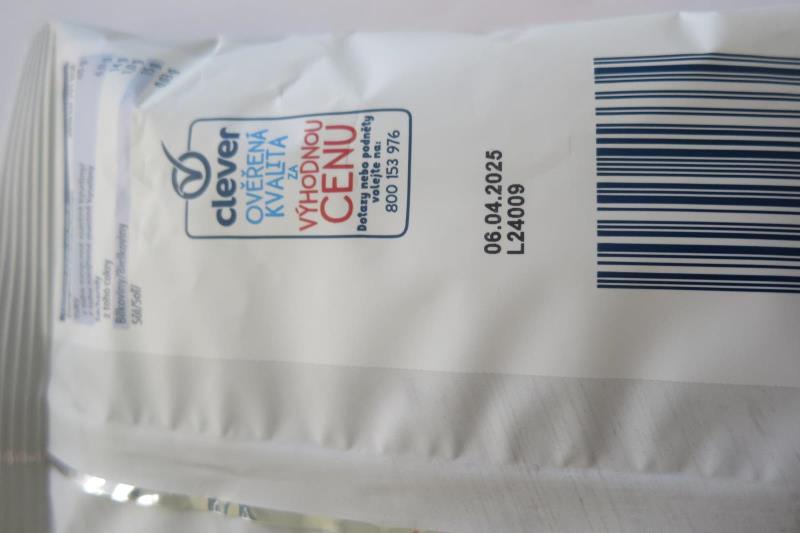 z toho cukry
Bílkoviny/Bielkoviny
Sůl/Soľ/
clever
OVĚŘENÁ
KVALITA
ZA
VÝHODNOU
CENU
Dotazy nebo podněty
volejte na:
800 153 976
06.04.2025
L24009